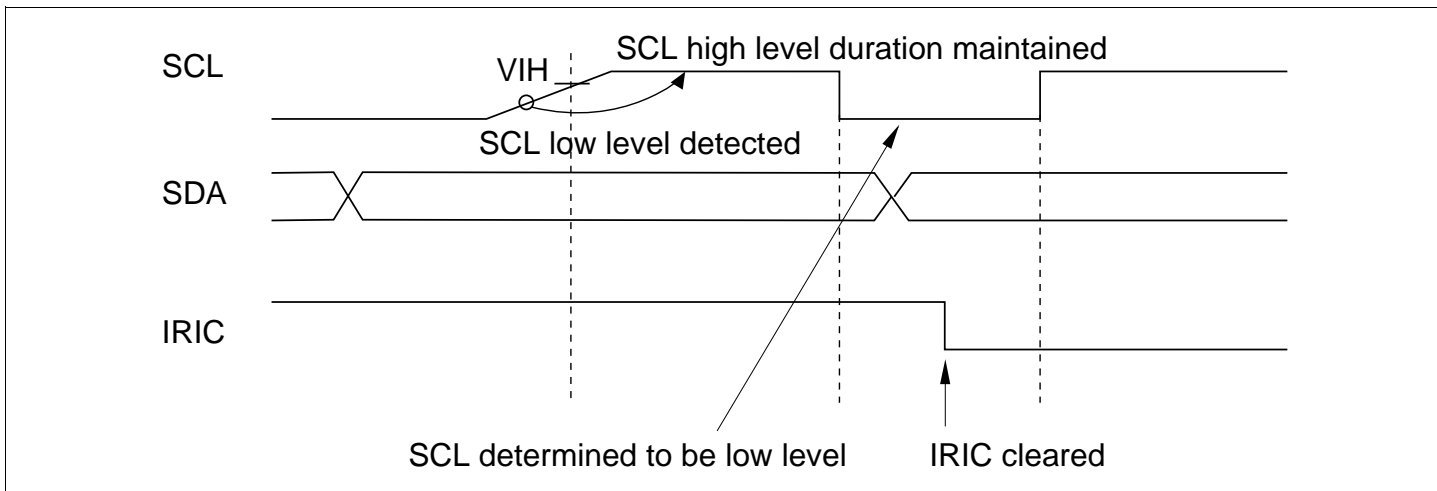 SCL high level duration maintained
SCL
VIH
SCL low level detected
SDA
IRIC
SCL determined to be low level
IRIC cleared